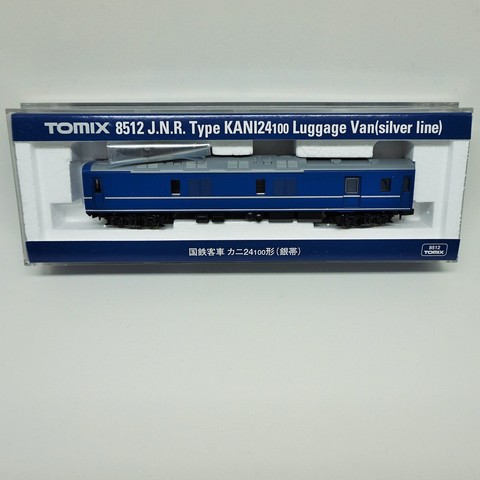 TOMIX 8512 J.N.R. Type KANI24100 Luggage Van(silver line)
国鉄客車 カニ24100形(銀帯)
8512
TOMIX